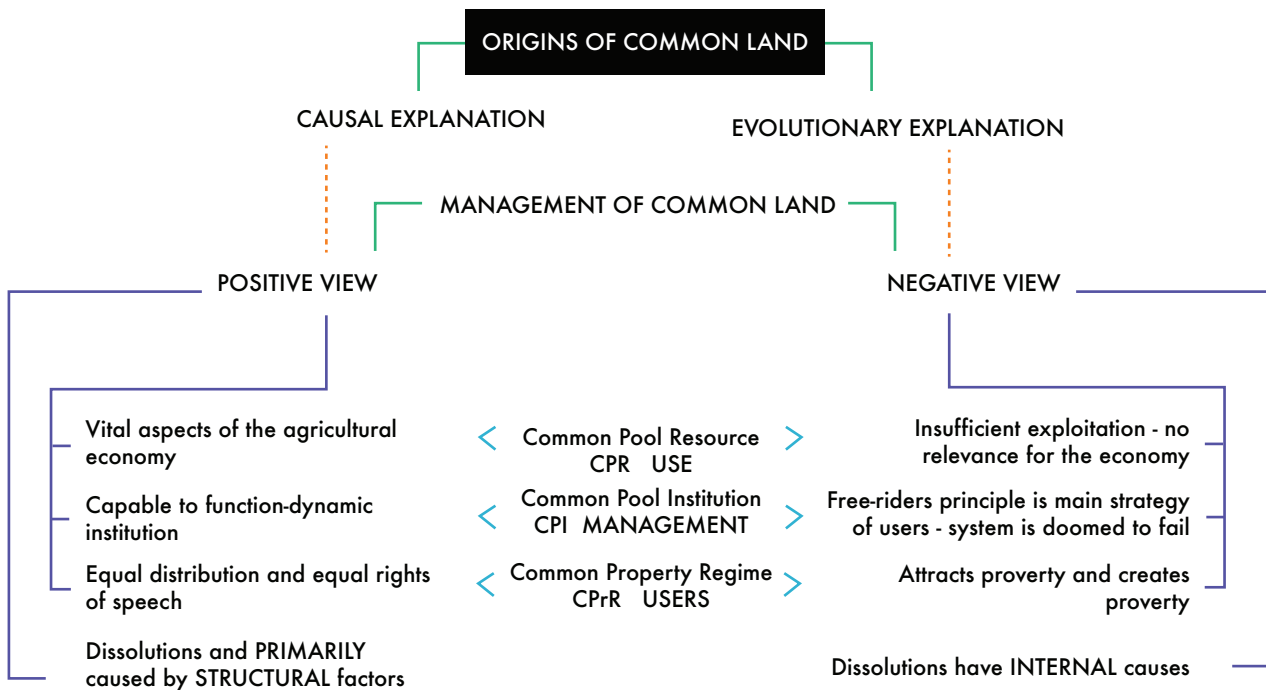 ORIGINS OF COMMON LAND
CAUSAL EXPLANATION
EVOLUTIONARY EXPLANATION
MANAGEMENT OF COMMON LAND
POSITIVE VIEW
NEGATIVE VIEW
Vital aspects of the agricultural
economy
Common Pool Resource
CPR USE
Insufficient exploitation - no
relevance for the economy
Capable to function-dynamic
institution
Common Pool Institution
CPI MANAGEMENT
Free-riders principle is main strategy
of users - system is doomed to fail
Equal distribution and equal rights
of speech
Common Property Regime
CPrR USERS
Attracts proverty and creates
proverty
Dissolutions and PRIMARILY
caused by STRUCTURAL factors
Dissolutions have INTERNAL causes